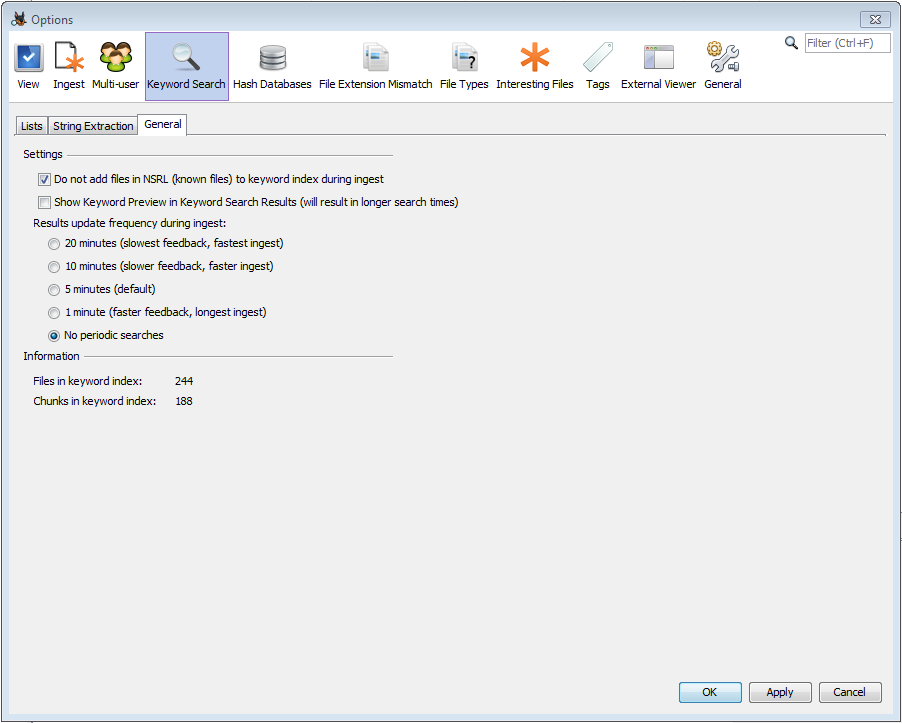 Options
Filter (Ctrl+F)
View Ingest Multi-user Keyword Search Hash Databases File Extension Mismatch File Types Interesting Files Tags External Viewer General
Lists String Extraction General
Settings
Do not add files in NSRL (known files) to keyword index during ingest
Show Keyword Preview in Keyword Search Results (will result in longer search times)
Results update frequency during ingest:
20 minutes (slowest feedback, fastest ingest)
10 minutes (slower feedback, faster ingest)
5 minutes (default)
1 minute (faster feedback, longest ingest)
No periodic searches
Information
Files in keyword index: 244
Chunks in keyword index: 188
OK Apply Cancel